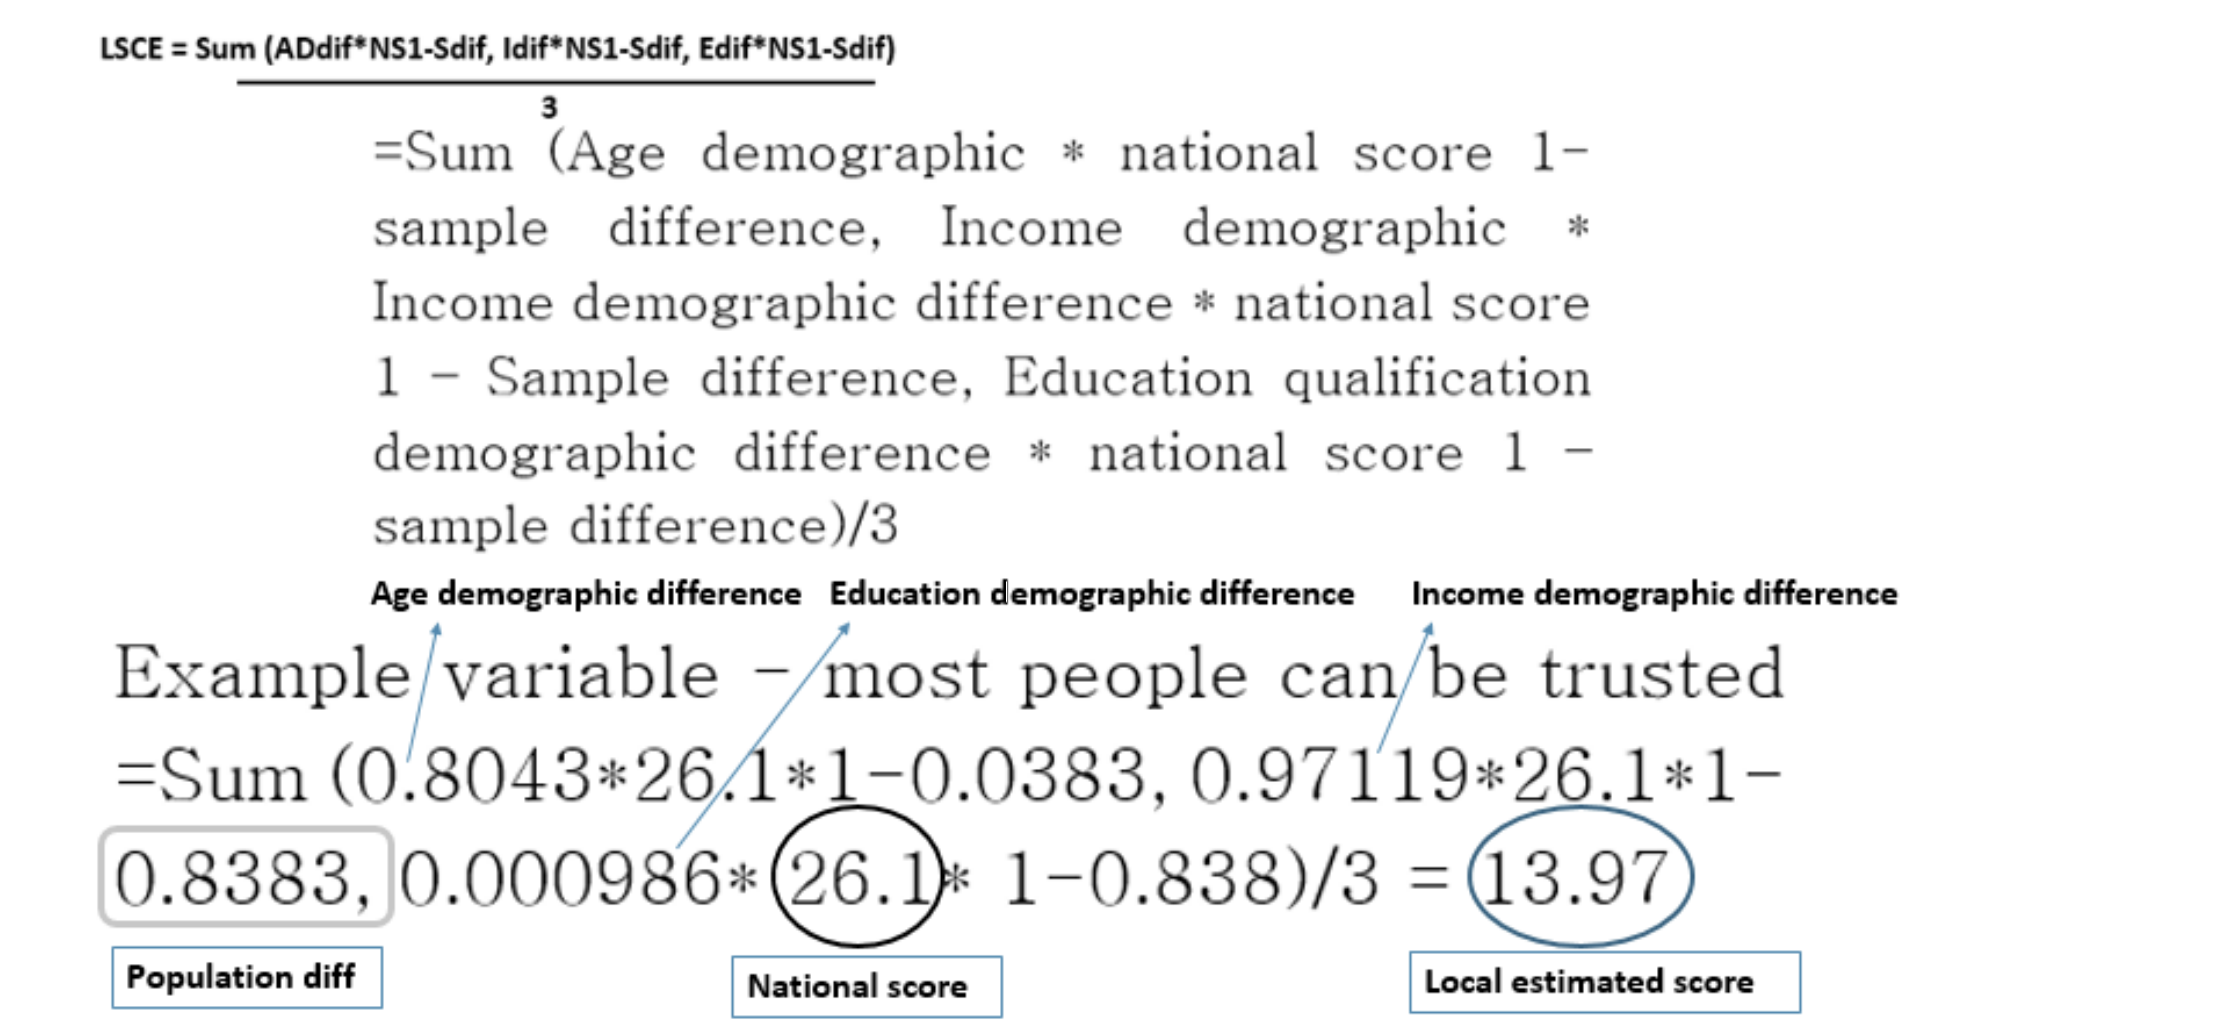 LSCE = Sum (ADdif*NS1-Sdif, Idif*NS1-Sdif, Edif*NS1-Sdif)
3
=Sum (Age demographic * national score 1-
sample difference, Income demographic *
Income demographic difference * national score
1 - Sample difference, Education qualification
demographic difference * national score 1 -
sample difference)/3
Age demographic difference Education demographic difference Income demographic difference
Example variable - most people can be trusted
=Sum (0.8043*26.1*1-0.0383, 0.97119*26.1*1-
0.8383, 0.000986* 26.1* 1-0.838)/3 = 13.97
Population diff
National score
Local estimated score